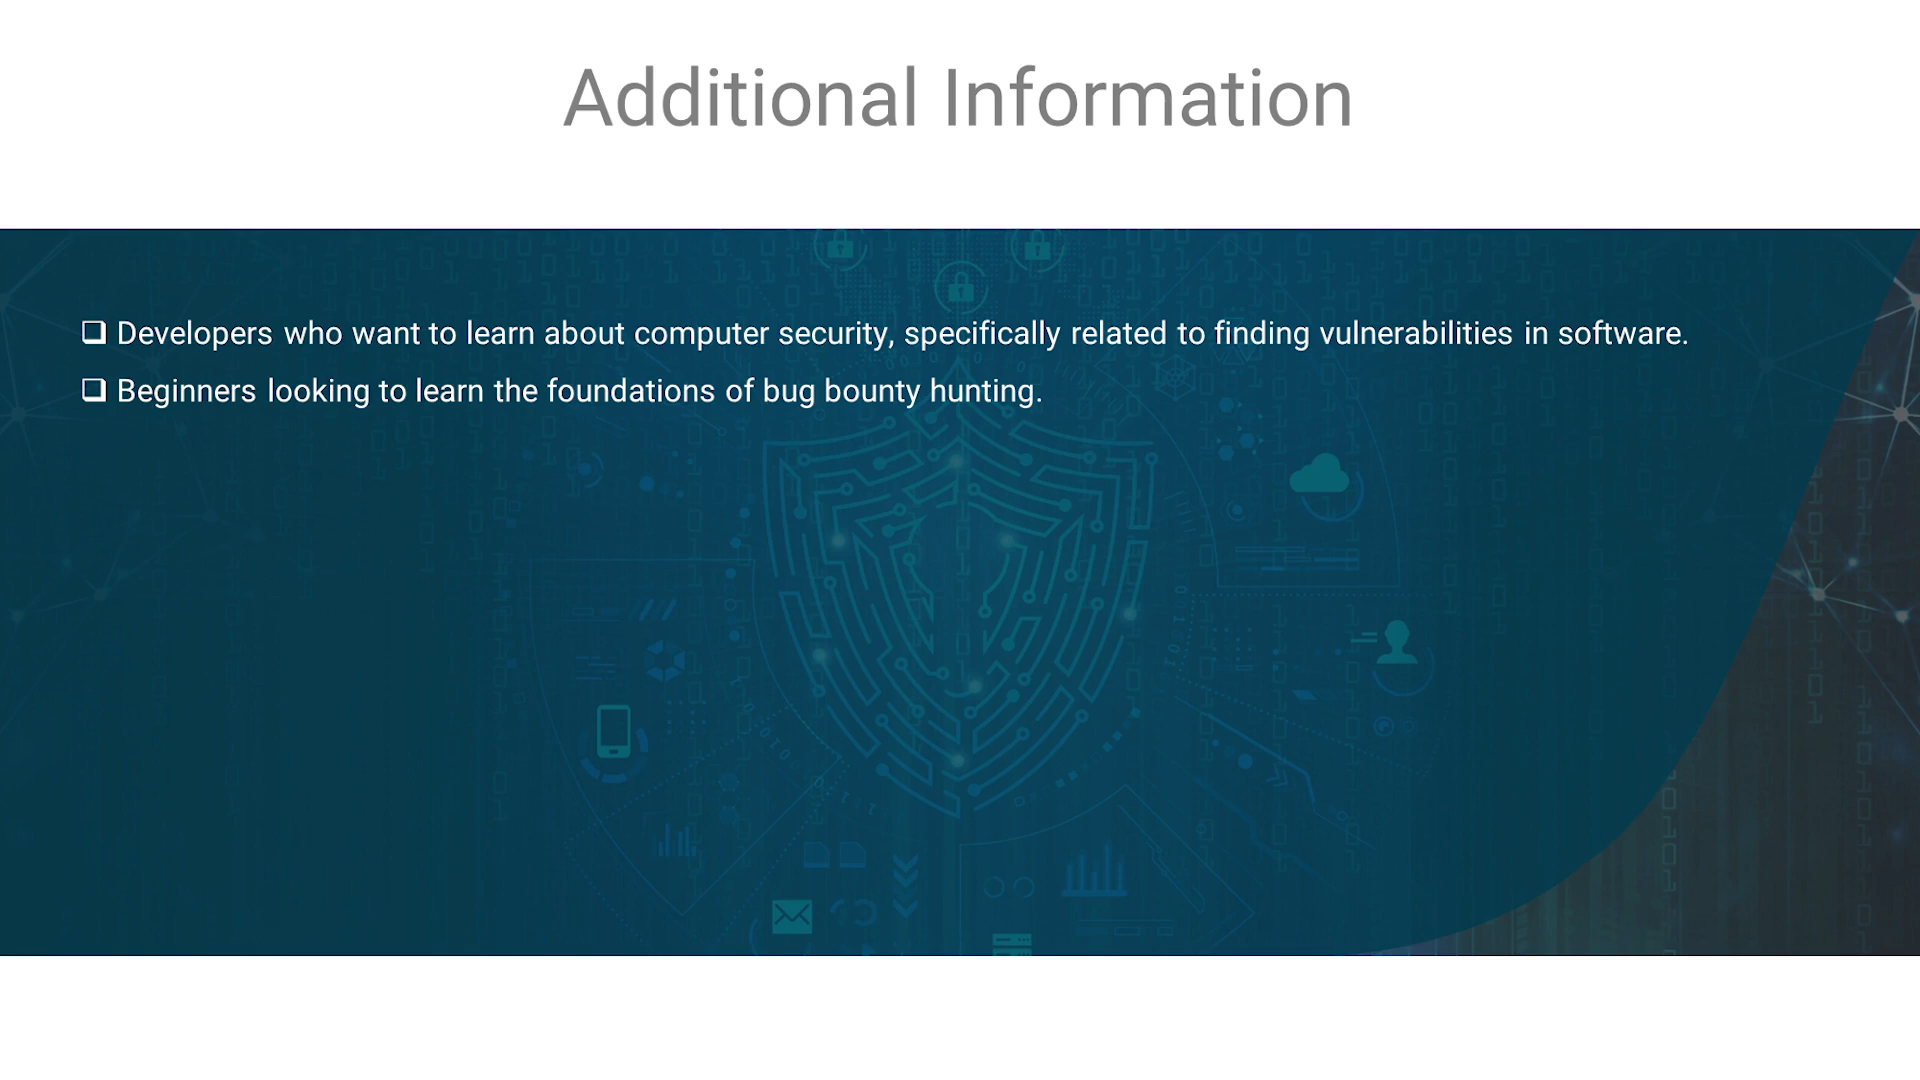 Additional Information
❑ Developers who want to learn about computer security, specifically related to finding vulnerabilities in software.
❑ Beginners looking to learn the foundations of bug bounty hunting.